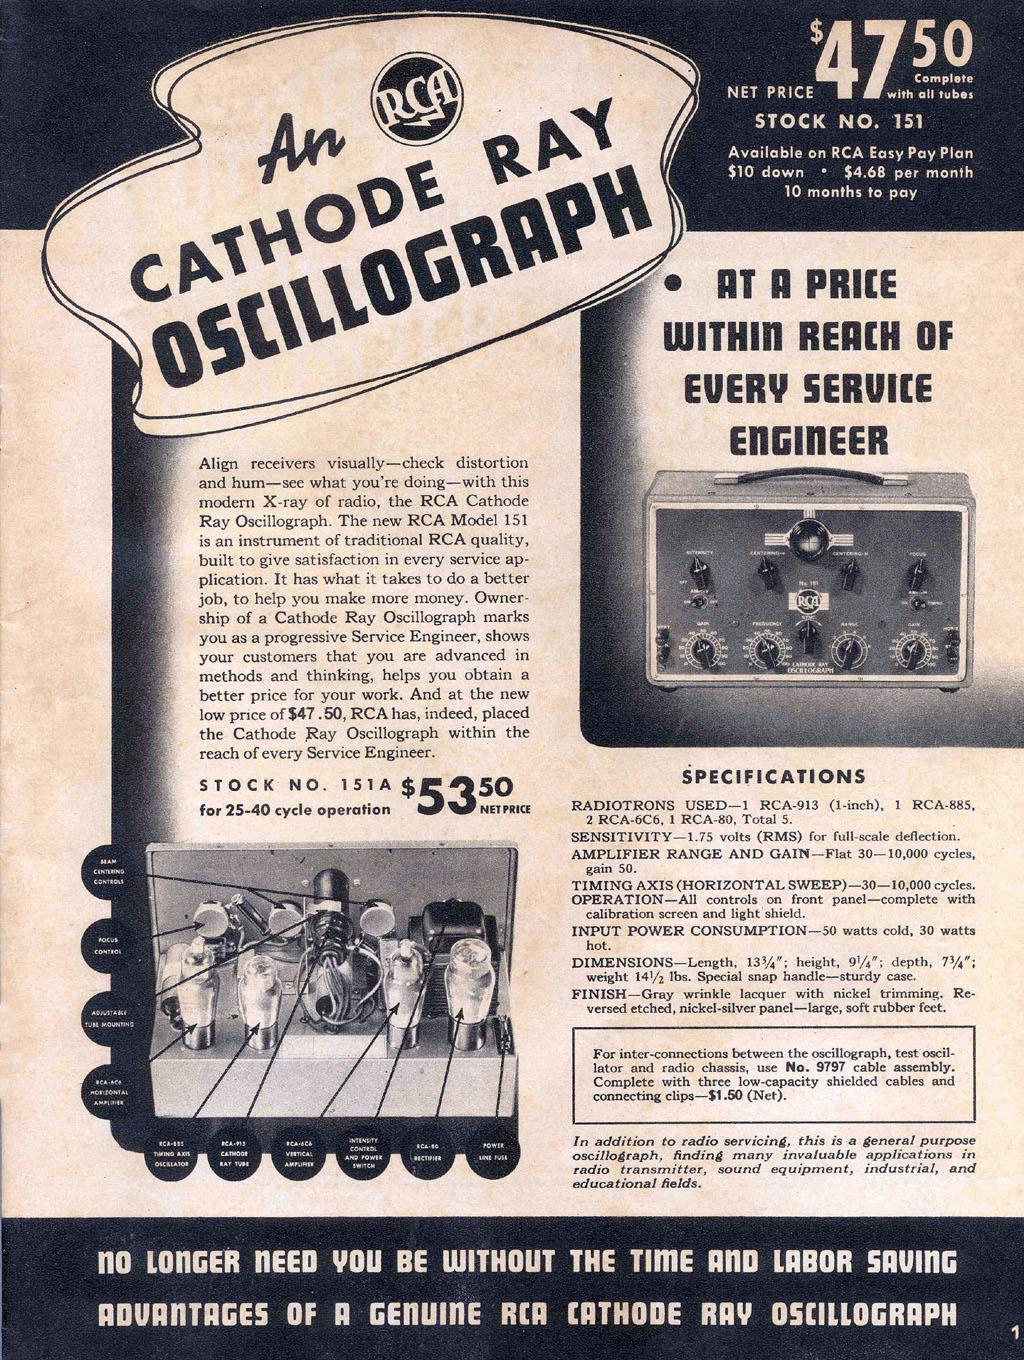 An
RCA
CATHODE RAY
OSCILLOGRAPH
$47.50
NET PRICE
Complete
with all tubes
STOCK NO. 151
Available on RCA Easy Pay Plan
$10 down • $4.68 per month
10 months to pay
• AT A PRICE
WITHIN REACH OF
EVERY SERVICE
ENGINEER
Align receivers visually—check distortion
and hum—see what you're doing—with this
modern X-ray of radio, the RCA Cathode
Ray Oscillograph. The new RCA Model 151
is an instrument of traditional RCA quality,
built to give satisfaction in every service ap-
plication. It has what it takes to do a better
job, to help you make more money. Owner-
ship of a Cathode Ray Oscillograph marks
you as a progressive Service Engineer, shows
your customers that you are advanced in
methods and thinking, helps you obtain a
better price for your work. And at the new
low price of $47.50, RCA has, indeed, placed
the Cathode Ray Oscillograph within the
reach of every Service Engineer.
STOCK NO. 151A $53.50
for 25-40 cycle operation NET PRICE
INTENSITY
CENTERING-V
CENTERING-H
FOCUS
No. 151
RCA
GAIN
FREQUENCY
RANGE
GAIN
CATHODE RAY
OSCILLOGRAPH
SPECIFICATIONS
RADIOTRONS USED—1 RCA-913 (1-inch), 1 RCA-885,
2 RCA-6C6, 1 RCA-80, Total 5.
SENSITIVITY—1.75 volts (RMS) for full-scale deflection.
AMPLIFIER RANGE AND GAIN—Flat 30—10,000 cycles,
gain 50.
TIMING AXIS (HORIZONTAL SWEEP)—30—10,000 cycles.
OPERATION—All controls on front panel—complete with
calibration screen and light shield.
INPUT POWER CONSUMPTION—50 watts cold, 30 watts
hot.
DIMENSIONS—Length, 13¾"; height, 9¼"; depth, 7¾";
weight 14½ lbs. Special snap handle—sturdy case.
FINISH—Gray wrinkle lacquer with nickel trimming. Re-
versed etched, nickel-silver panel—large, soft rubber feet.
For inter-connections between the oscillograph, test oscil-
lator and radio chassis, use No. 9797 cable assembly.
Complete with three low-capacity shielded cables and
connecting clips—$1.50 (Net).
In addition to radio servicing, this is a general purpose
oscillograph, finding many invaluable applications in
radio transmitter, sound equipment, industrial, and
educational fields.
BEAM
CENTERING
CONTROLS
FOCUS
CONTROL
ADJUSTABLE
TUBE MOUNTING
RCA-6C6
HORIZONTAL
AMPLIFIER
RCA-885
TIMING AXIS
OSCILLATOR
RCA-913
CATHODE
RAY TUBE
RCA-6C6
VERTICAL
AMPLIFIER
INTENSITY
CONTROL
AND POWER
SWITCH
RCA-80
RECTIFIER
POWER
LINE FUSE
NO LONGER NEED YOU BE WITHOUT THE TIME AND LABOR SAVING
ADVANTAGES OF A GENUINE RCA CATHODE RAY OSCILLOGRAPH
1